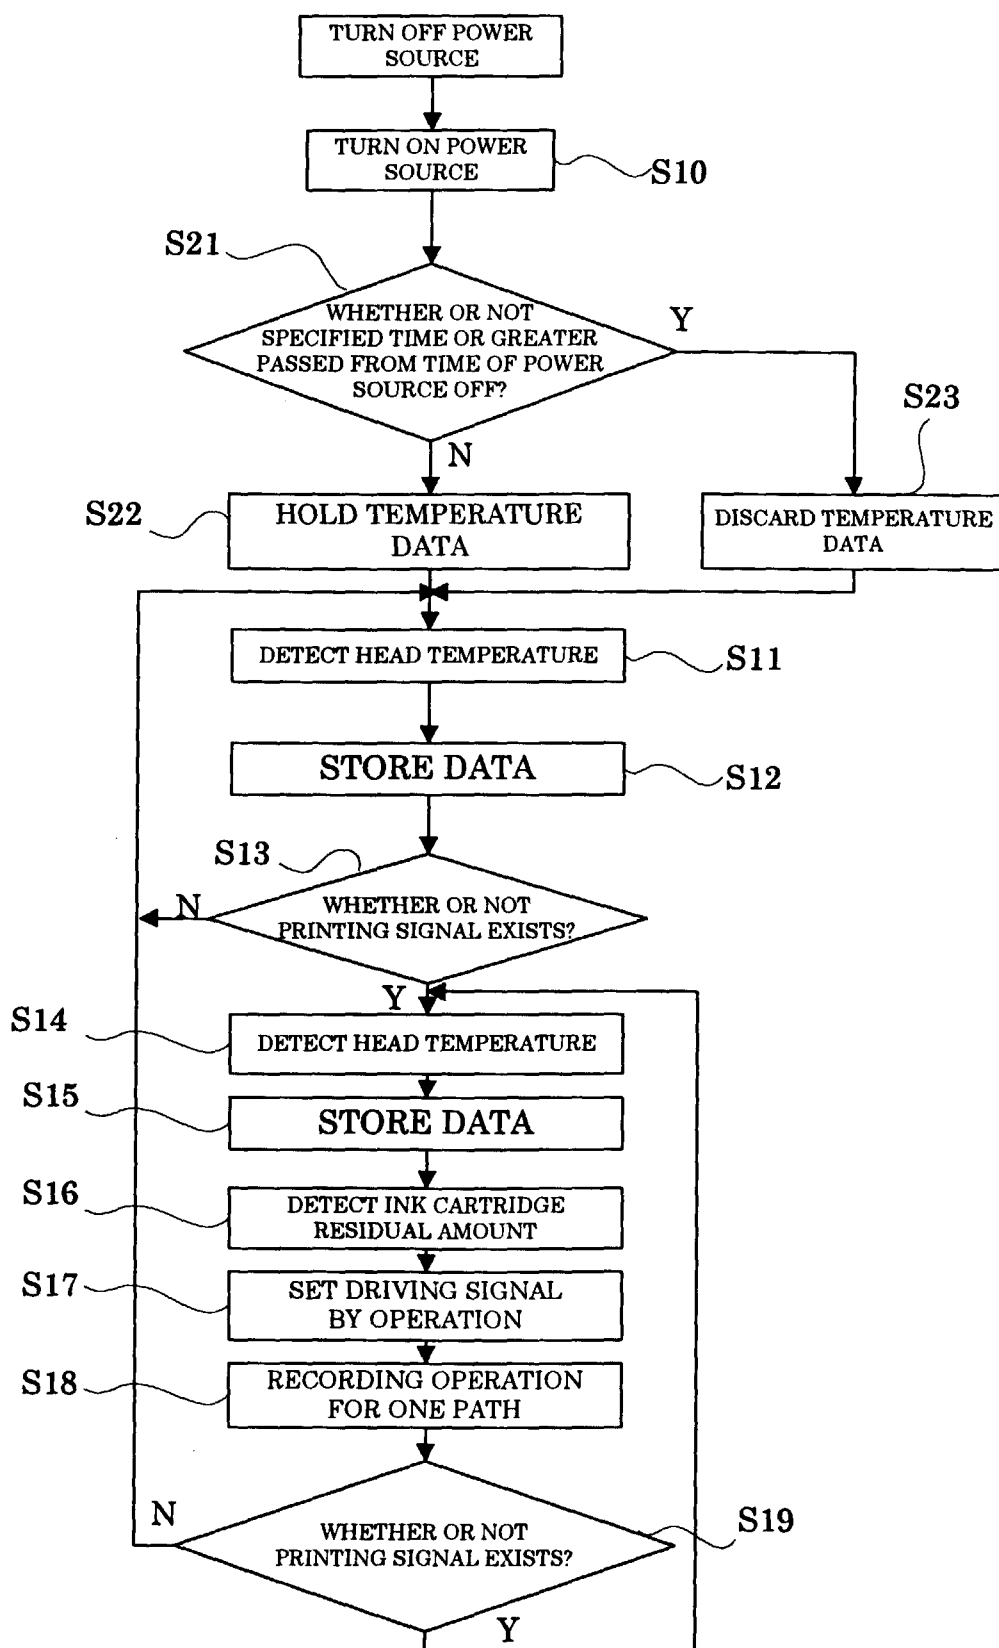 TURN OFF POWER
SOURCE
TURN ON POWER
SOURCE
S10
S21
WHETHER OR NOT
SPECIFIED TIME OR GREATER
PASSED FROM TIME OF POWER
SOURCE OFF?
Y
N
S23
S22
HOLD TEMPERATURE
DATA
DISCARD TEMPERATURE
DATA
DETECT HEAD TEMPERATURE
S11
STORE DATA
S12
S13
N
WHETHER OR NOT
PRINTING SIGNAL EXISTS?
Y
S14
DETECT HEAD TEMPERATURE
S15
STORE DATA
S16
DETECT INK CARTRIDGE
RESIDUAL AMOUNT
S17
SET DRIVING SIGNAL
BY OPERATION
S18
RECORDING OPERATION
FOR ONE PATH
N
WHETHER OR NOT
PRINTING SIGNAL EXISTS?
S19
Y